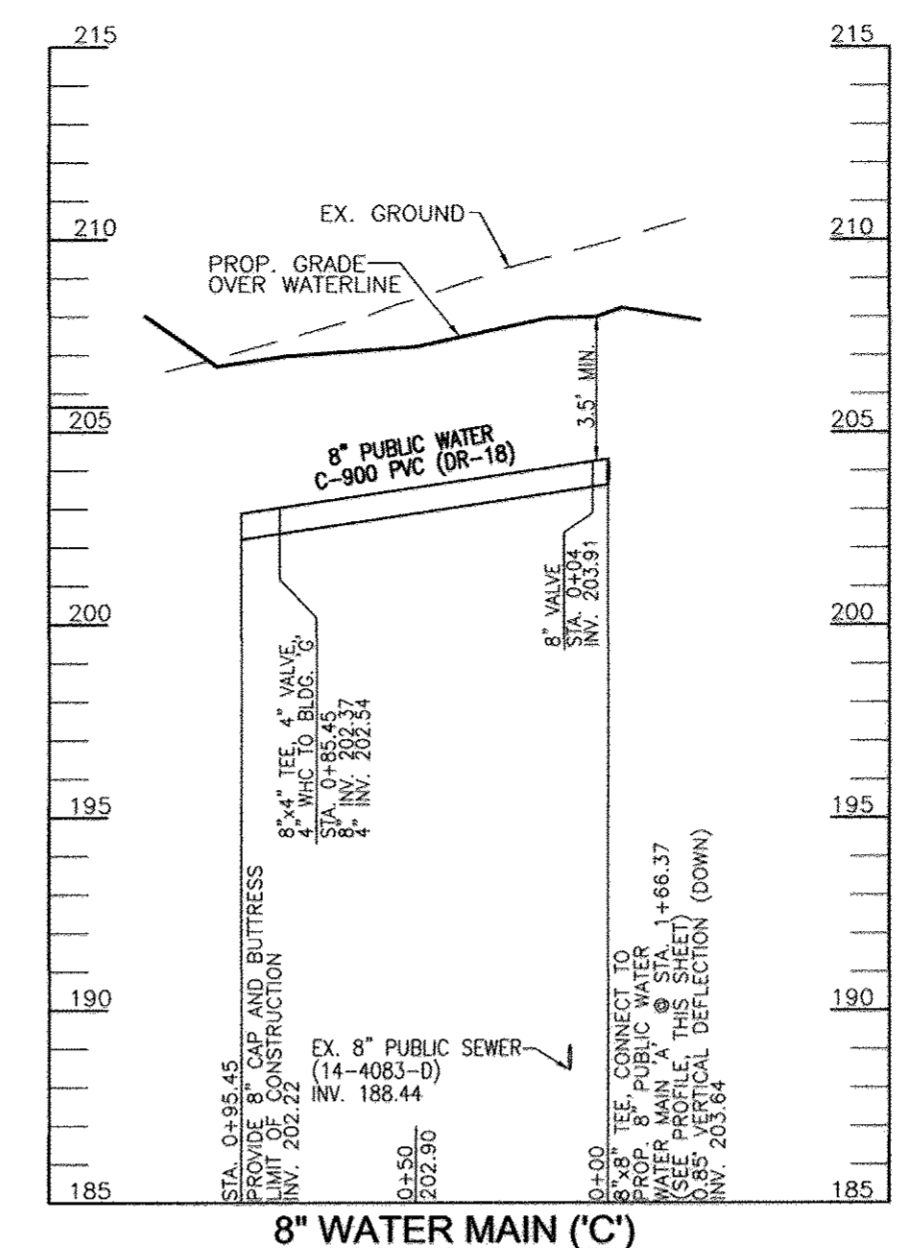 215
215
210
210
EX. GROUND
PROP. GRADE
OVER WATERLINE
3.5' MIN.
205
205
8" PUBLIC WATER
C-900 PVC (DR-18)
200
200
8" VALVE
STA. 0+04
INV. 203.91
8"x4" TEE, 4" VALVE,
4" WHC TO BLDG. 'G'
STA. 0+85.45
8" INV. 202.37
4" INV. 202.54
195
195
190
190
STA. 0+95.45
PROVIDE 8" CAP AND BUTTRESS
LIMIT OF CONSTRUCTION
INV. 202.22
EX. 8" PUBLIC SEWER
(14-4083-D)
INV. 188.44
0+50
202.90
0+00
8"x8" TEE, CONNECT TO
PROP. 8" PUBLIC WATER
WATER MAIN 'A' @ STA. 1+66.37
(SEE PROFILE, THIS SHEET)
0.85° VERTICAL DEFLECTION (DOWN)
INV. 203.64
185
185
8" WATER MAIN ('C')